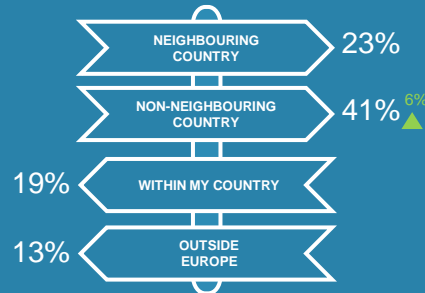 NEIGHBOURING
COUNTRY
23%
NON-NEIGHBOURING
COUNTRY
41%
6%
19%
WITHIN MY COUNTRY
13%
OUTSIDE
EUROPE